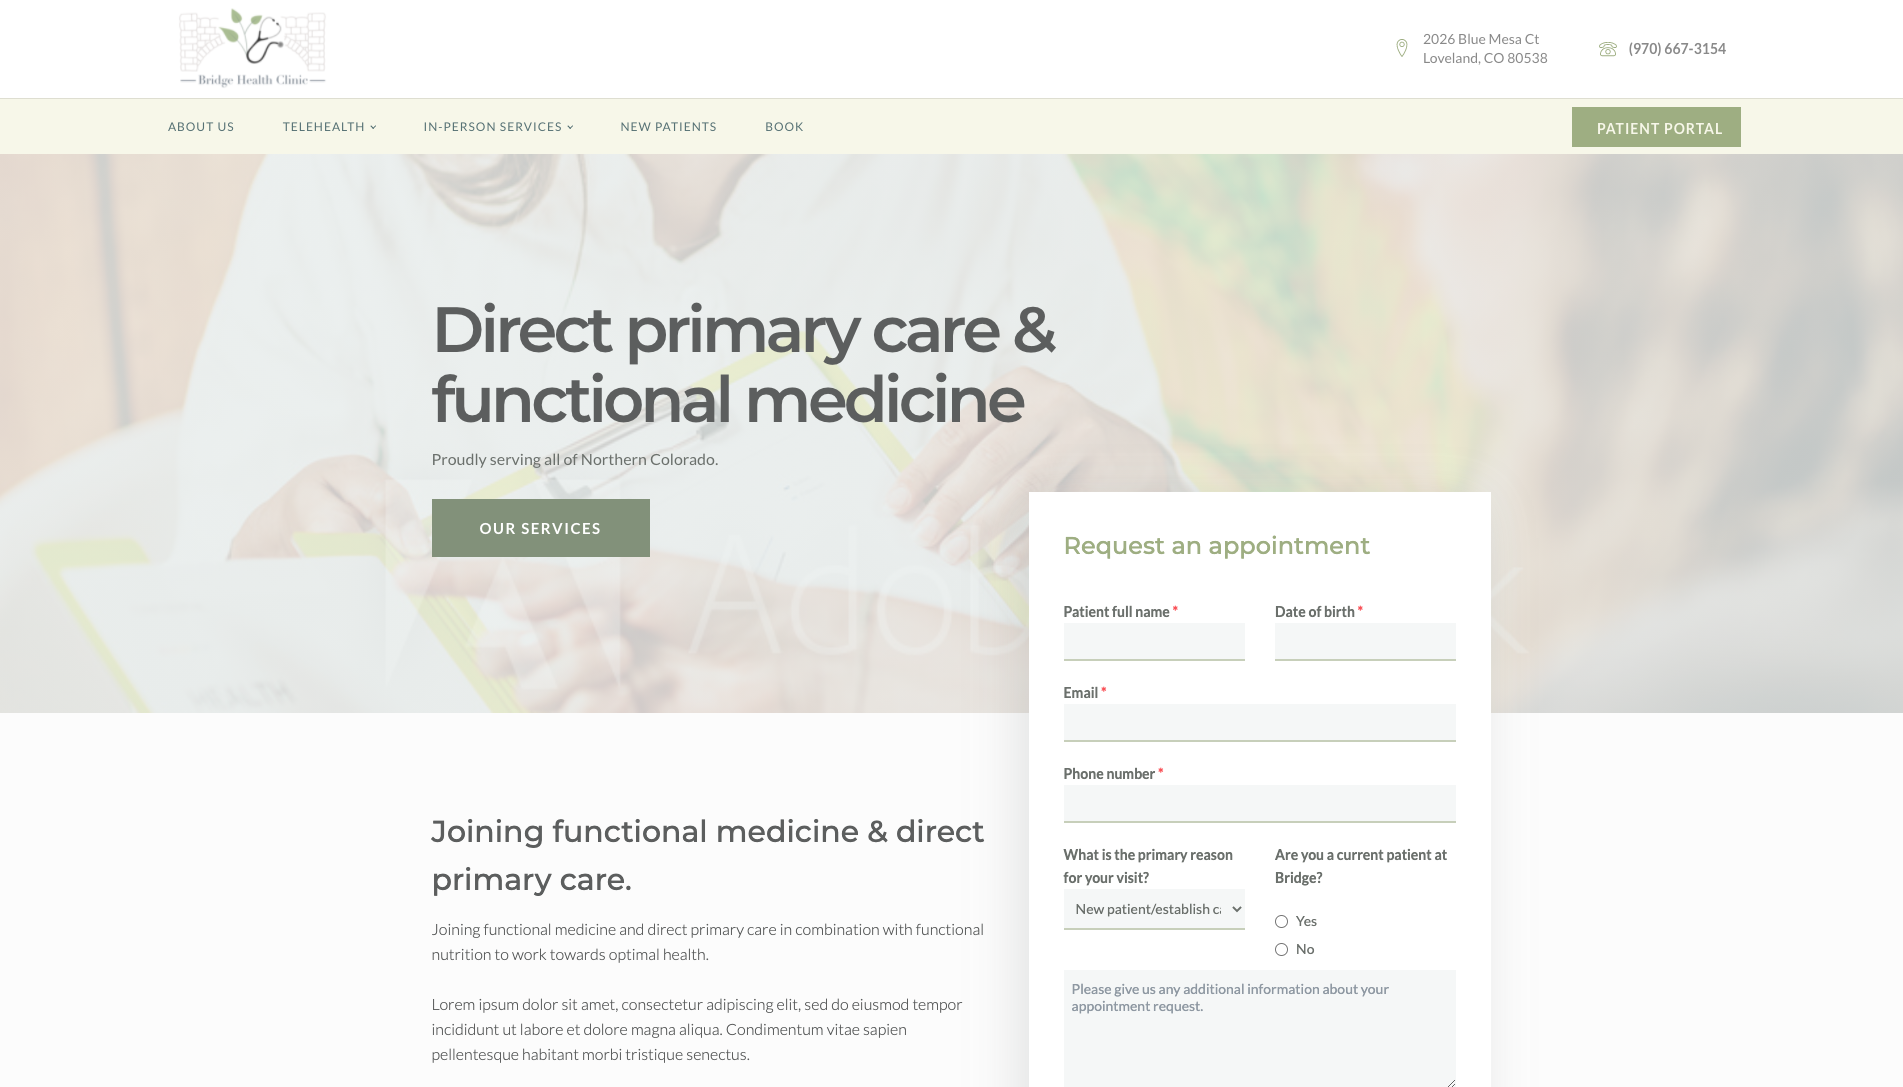 Bridge Health Clinic
2026 Blue Mesa Ct
Loveland, CO 80538
(970) 667-3154
ABOUT US
TELEHEALTH
IN-PERSON SERVICES
NEW PATIENTS
BOOK
PATIENT PORTAL
Direct primary care &
functional medicine
Proudly serving all of Northern Colorado.
OUR SERVICES
HEALTH
Request an appointment
Patient full name *
Date of birth *
Email *
Phone number *
What is the primary reason
for your visit?
New patient/establish ca
Are you a current patient at
Bridge?
Yes
No
Please give us any additional information about your
appointment request.
Joining functional medicine & direct
primary care.
Joining functional medicine and direct primary care in combination with functional
nutrition to work towards optimal health.
Lorem ipsum dolor sit amet, consectetur adipiscing elit, sed do eiusmod tempor
incididunt ut labore et dolore magna aliqua. Condimentum vitae sapien
pellentesque habitant morbi tristique senectus.